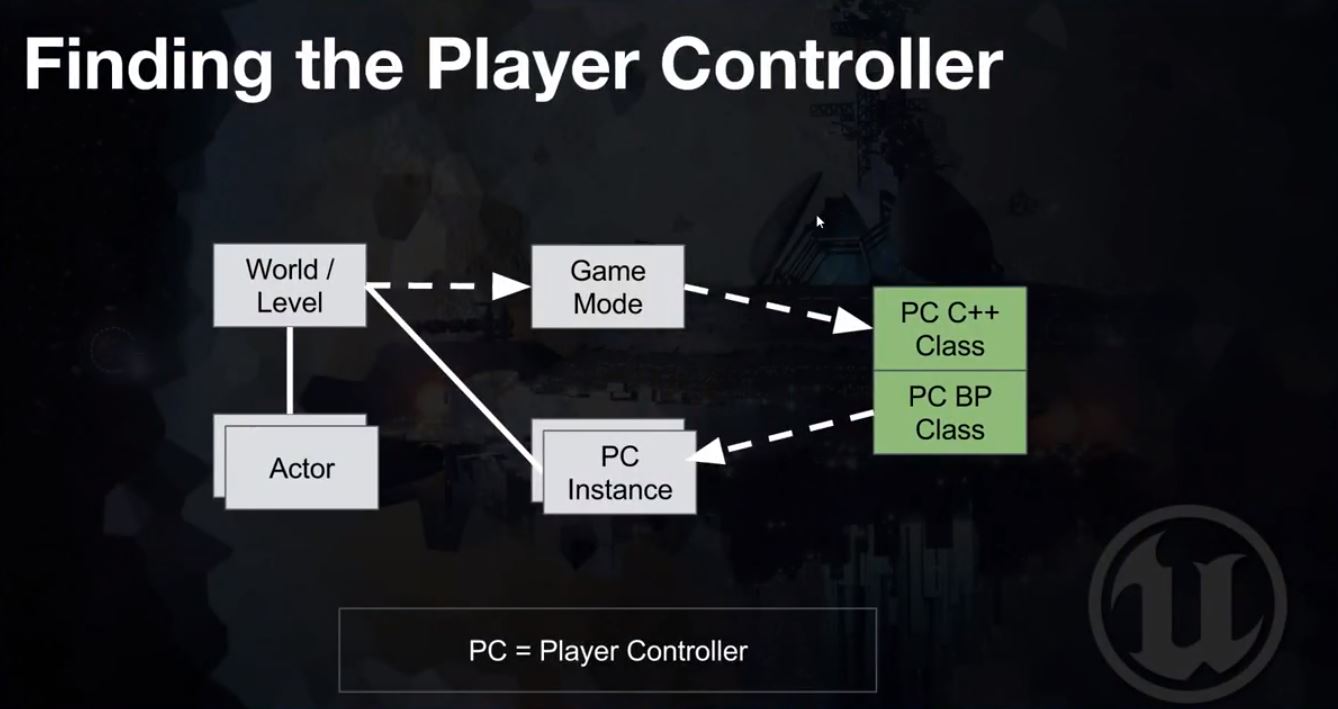 Finding the Player Controller
World /
Level
Game
Mode
PC C++
Class
PC BP
Class
Actor
PC
Instance
PC = Player Controller